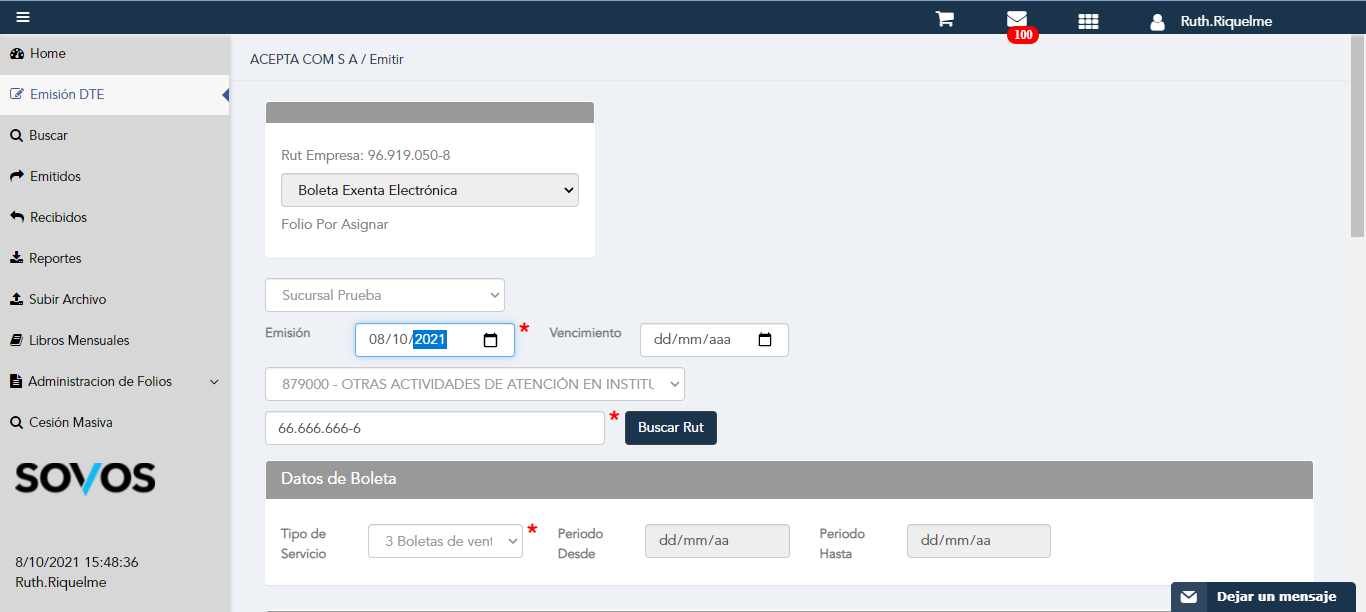 Ruth.Riquelme
100
Home
ACEPTA COM S A / Emitir
Emisión DTE
Buscar
Emitidos
Recibidos
Reportes
Subir Archivo
Libros Mensuales
Administracion de Folios
Cesión Masiva
SOVOS
8/10/2021 15:48:36
Ruth.Riquelme
Rut Empresa: 96.919.050-8
Boleta Exenta Electrónica
Folio Por Asignar
Sucursal Prueba
Emisión 08/10/2021 * Vencimiento dd/mm/aaa
879000 - OTRAS ACTIVIDADES DE ATENCIÓN EN INSTITU
66.666.666-6 * Buscar Rut
Datos de Boleta
Tipo de Servicio 3 Boletas de vent * Periodo Desde dd/mm/aa Periodo Hasta dd/mm/aa
Dejar un mensaje